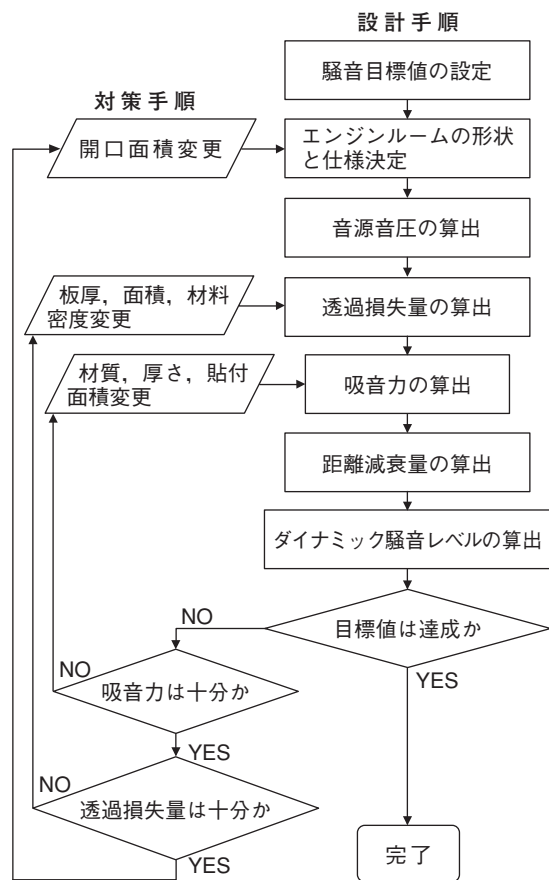 設計手順
騒音目標値の設定
対策手順
開口面積変更
エンジンルームの形状
と仕様決定
音源音圧の算出
板厚，面積，材料
密度変更
透過損失量の算出
材質，厚さ，貼付
面積変更
吸音力の算出
距離減衰量の算出
ダイナミック騒音レベルの算出
目標値は達成か
NO
YES
吸音力は十分か
NO
YES
透過損失量は十分か
NO
YES
完了